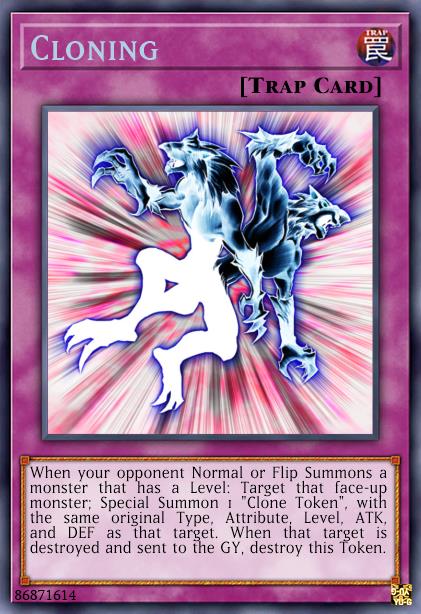 Cloning
TRAP
罠
[Trap Card]
When your opponent Normal or Flip Summons a
monster that has a Level: Target that face-up
monster; Special Summon 1 "Clone Token", with
the same original Type, Attribute, Level, ATK,
and DEF as that target. When that target is
destroyed and sent to the GY, destroy this Token.
86871614